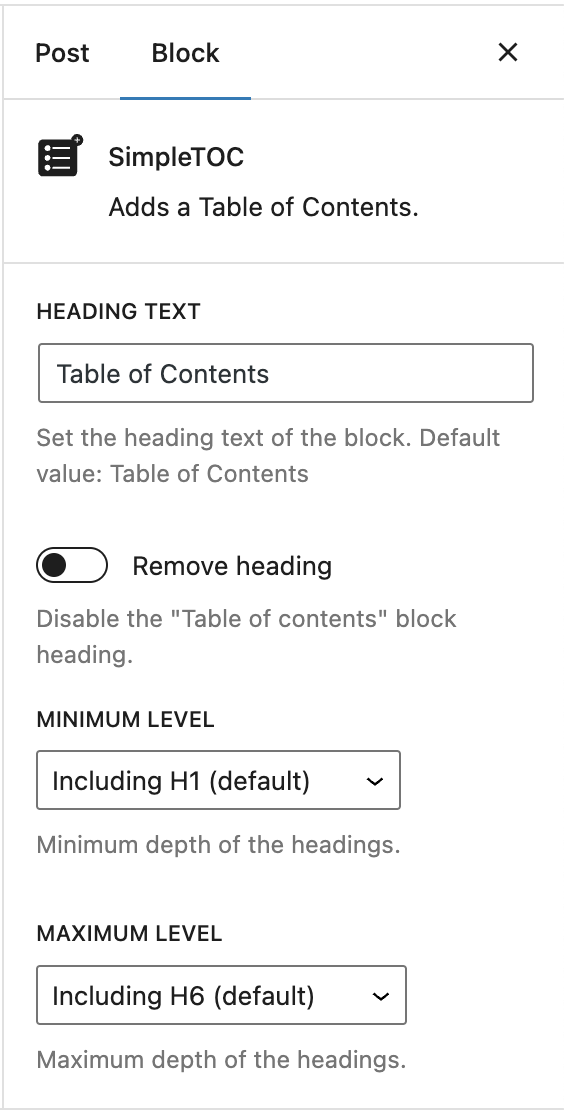 Post
Block
SimpleTOC
Adds a Table of Contents.
HEADING TEXT
Table of Contents
Set the heading text of the block. Default
value: Table of Contents
Remove heading
Disable the "Table of contents" block
heading.
MINIMUM LEVEL
Including H1 (default)
Minimum depth of the headings.
MAXIMUM LEVEL
Including H6 (default)
Maximum depth of the headings.